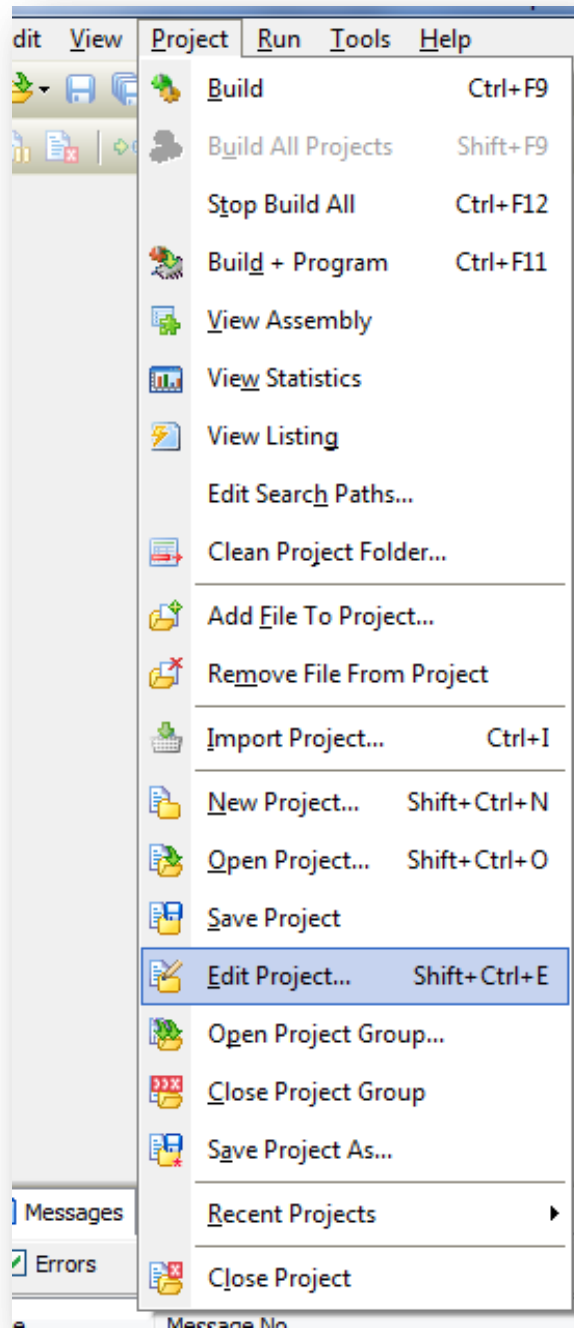 dit View Project Run Tools Help
Build Ctrl+F9
Build All Projects Shift+F9
Stop Build All Ctrl+F12
Build + Program Ctrl+F11
View Assembly
View Statistics
View Listing
Edit Search Paths...
Clean Project Folder...
Add File To Project...
Remove File From Project
Import Project... Ctrl+I
New Project... Shift+Ctrl+N
Open Project... Shift+Ctrl+O
Save Project
Edit Project... Shift+Ctrl+E
Open Project Group...
Close Project Group
Save Project As...
Messages
Recent Projects
Errors
Close Project
Message No.